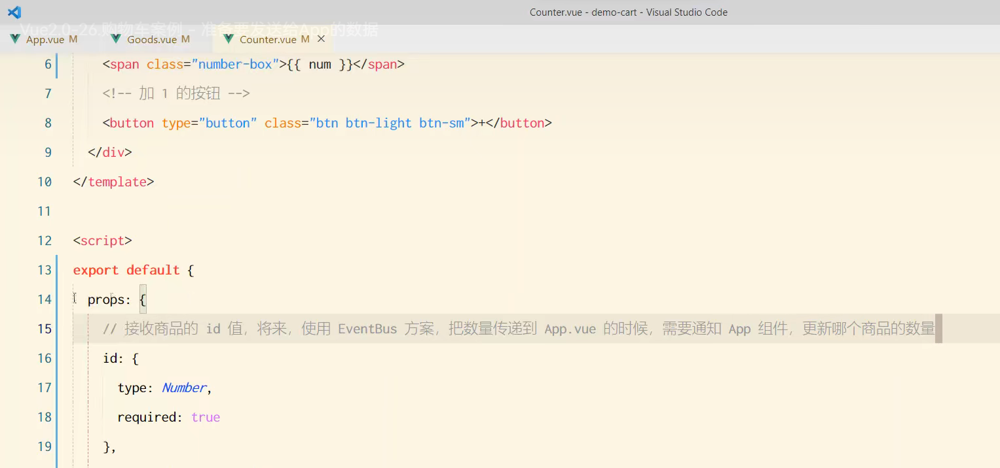 Counter.vue - demo-cart - Visual Studio Code
Vue2.0-26.购物车案例 - 准备要发送给App的数据
App.vue M Goods.vue M Counter.vue M ×
6 <span class="number-box">{{ num }}</span>
7 <!-- 加 1 的按钮 -->
8 <button type="button" class="btn btn-light btn-sm">+</button>
9 </div>
10 </template>
11
12 <script>
13 export default {
14 props: {
15 // 接收商品的 id 值，将来，使用 EventBus 方案，把数量传递到 App.vue 的时候，需要通知 App 组件，更新哪个商品的数量
16 id: {
17 type: Number,
18 required: true
19 },